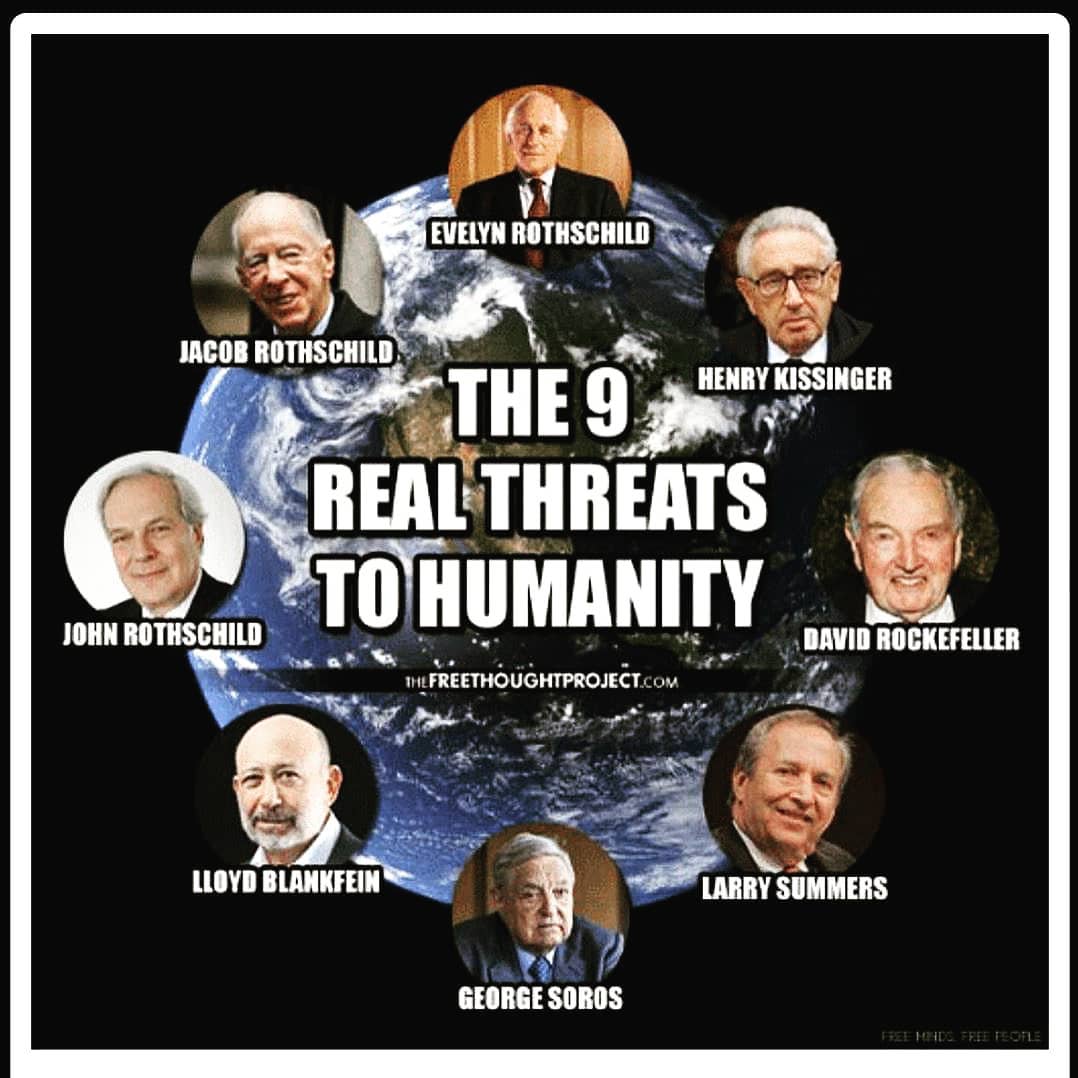 EVELYN ROTHSCHILD
JACOB ROTHSCHILD
HENRY KISSINGER
THE 9
REAL THREATS
TO HUMANITY
JOHN ROTHSCHILD
DAVID ROCKEFELLER
THEFREETHOUGHTPROJECT.COM
LLOYD BLANKFEIN
LARRY SUMMERS
GEORGE SOROS
FREE MINDS. FREE PEOPLE